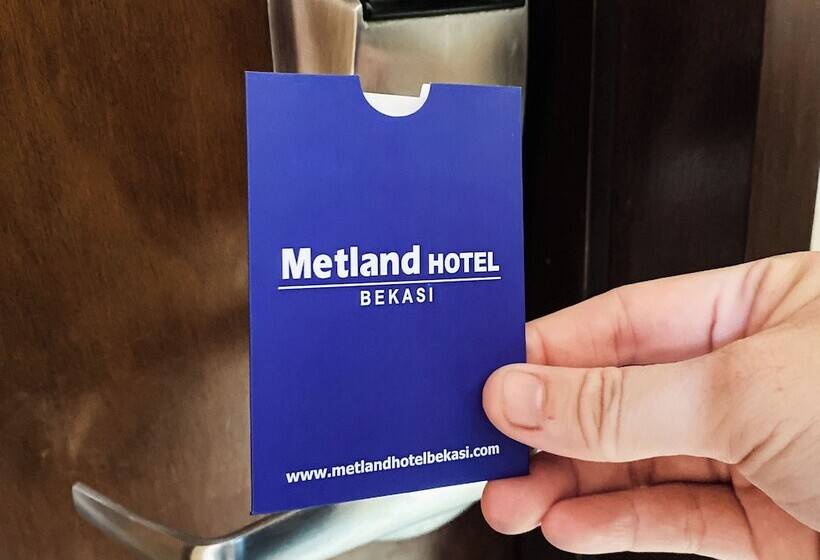 Metland HOTEL
BEKASI
www.metlandhotelbekasi.com